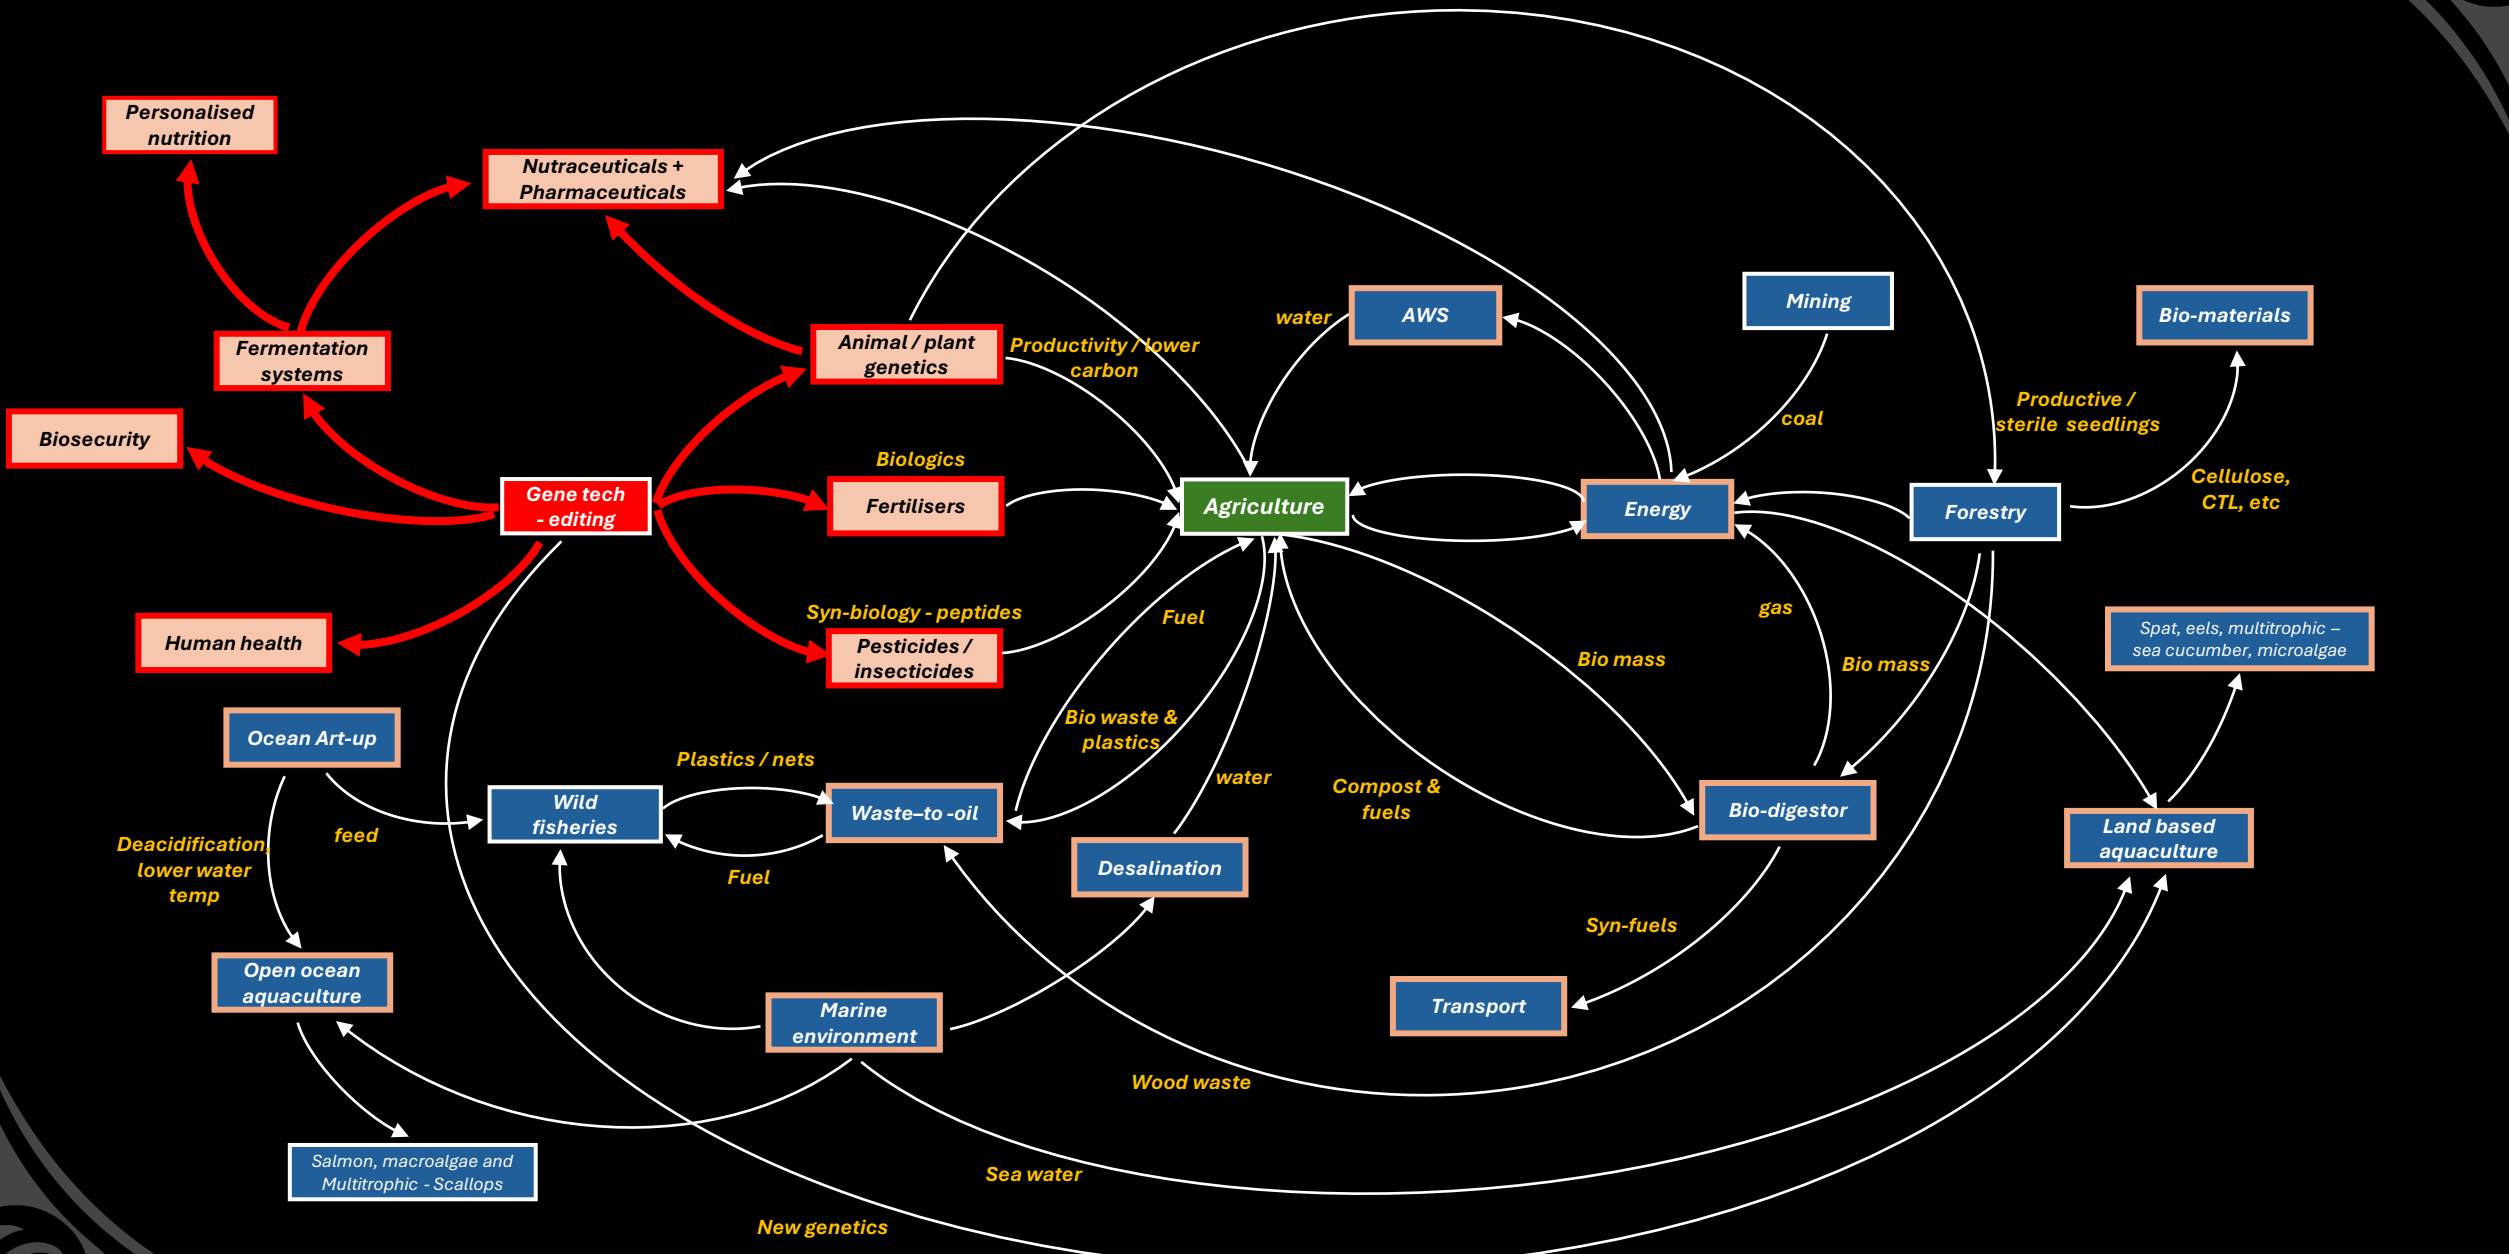 Personalised
nutrition
Nutraceuticals +
Pharmaceuticals
Fermentation
systems
Biosecurity
Gene tech
- editing
Human health
Animal / plant
genetics
Productivity / lower
carbon
Biologics
Fertilisers
Syn-biology - peptides
Pesticides /
insecticides
water
AWS
Mining
coal
Bio-materials
Productive /
sterile seedlings
Cellulose,
CTL, etc
Agriculture
Energy
Forestry
Fuel
gas
Bio mass
Bio mass
Spat, eels, multitrophic –
sea cucumber, microalgae
Ocean Art-up
Plastics / nets
Bio waste &
plastics
water
Compost &
fuels
Wild
fisheries
Waste–to -oil
Bio-digestor
Land based
aquaculture
Deacidification,
lower water
temp
feed
Fuel
Desalination
Syn-fuels
Open ocean
aquaculture
Marine
environment
Transport
Wood waste
Salmon, macroalgae and
Multitrophic - Scallops
Sea water
New genetics